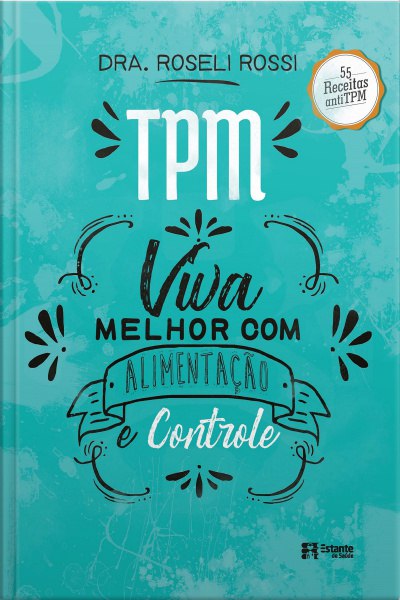 DRA. ROSELI ROSSI
55
Receitas
antiTPM
TPM
Viva
MELHOR COM
ALIMENTAÇÃO
e Controle
Estante
da Saúde